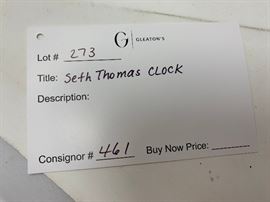 G | GLEATON'S
Lot # 273
Title: Seth Thomas CLOCK
Description:
Consignor # 461 Buy Now Price: